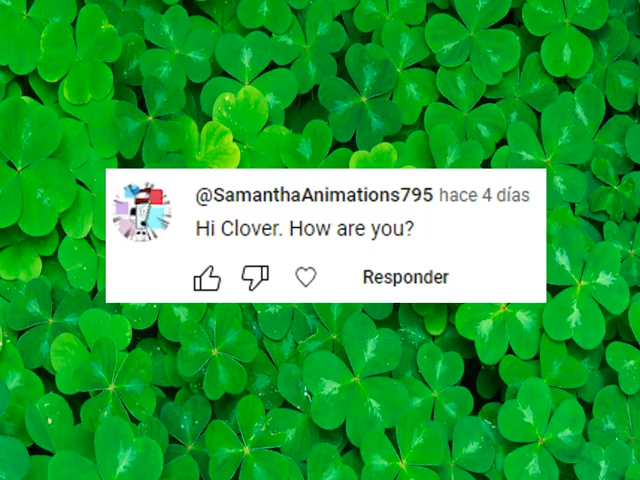 @SamanthaAnimations795 hace 4 días
Hi Clover. How are you?
Responder